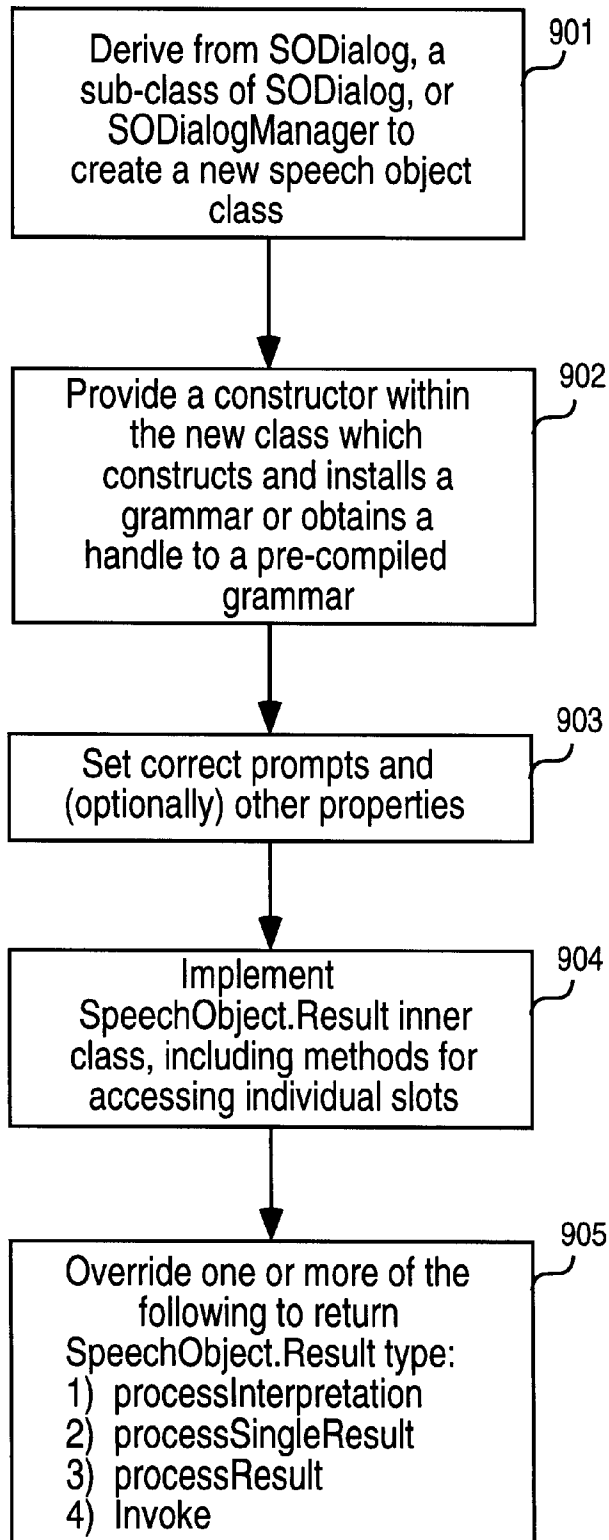 901
Derive from SODialog, a
sub-class of SODialog, or
SODialogManager to
create a new speech object
class
902
Provide a constructor within
the new class which
constructs and installs a
grammar or obtains a
handle to a pre-compiled
grammar
903
Set correct prompts and
(optionally) other properties
904
Implement
SpeechObject.Result inner
class, including methods for
accessing individual slots
905
Override one or more of the
following to return
SpeechObject.Result type:
1) processInterpretation
2) processSingleResult
3) processResult
4) Invoke